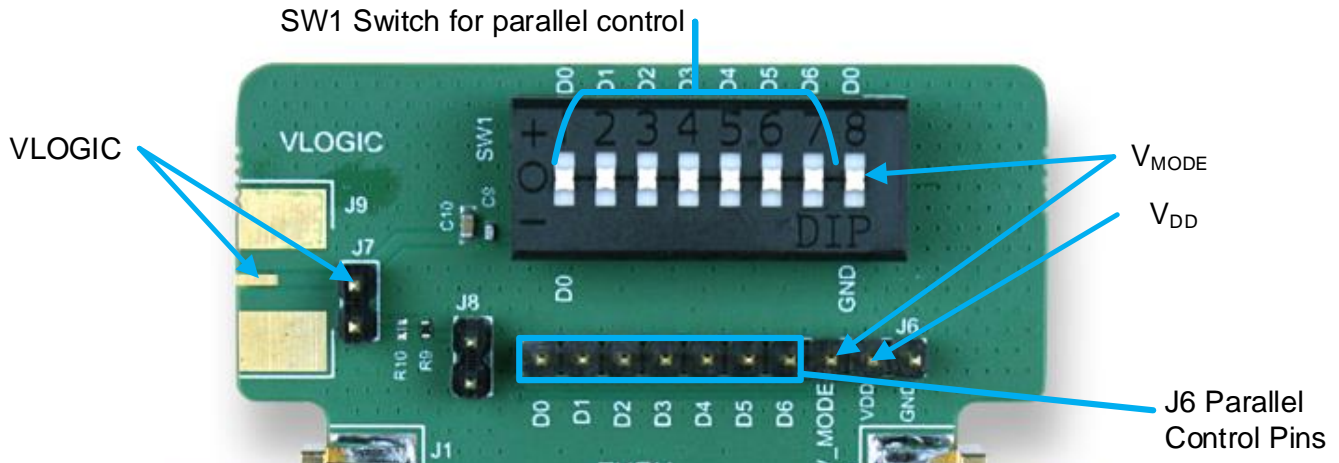 SW1 Switch for parallel control
D0 D1 D2 D3 D4 D5 D6 D0
VLOGIC
VLOGIC
SW1
+ 2 3 4 5 6 7 8
O
-
DIP
VMODE
VDD
J9
C10
C9
J7
D0
GND
J8
J6
R10
R9
D0 D1 D2 D3 D4 D5 D6 V_MODE VDD GND
J6 Parallel
Control Pins
J1